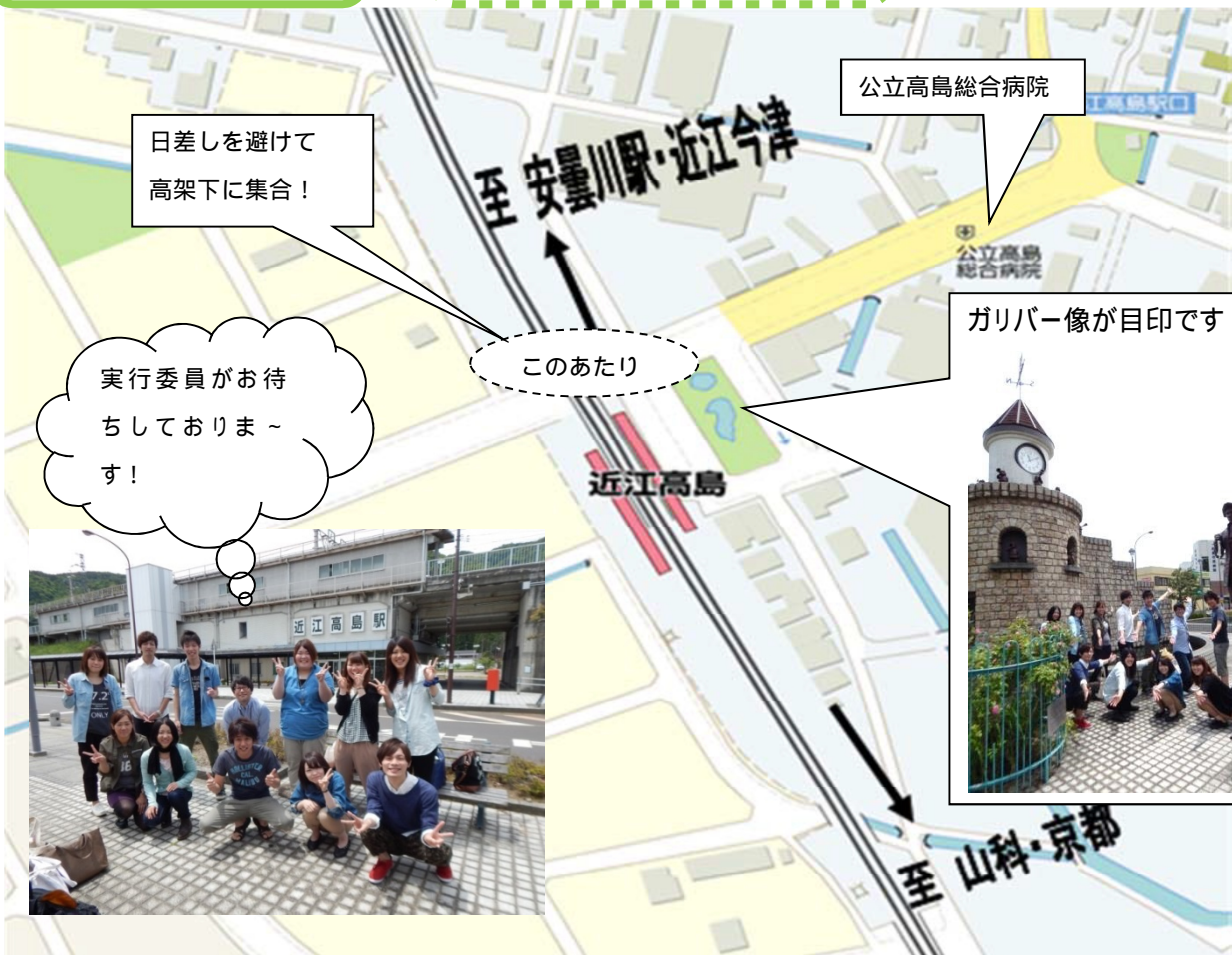 公立高島総合病院
江高島駅口
日差しを避けて
高架下に集合！
至 安曇川駅・近江今津
公立高島
総合病院
ガリバー像が目印です
このあたり
実行委員がお待
ちしておりま～
す！
近江高島
近江高島駅
7.2
ONLY
至 山科・京都